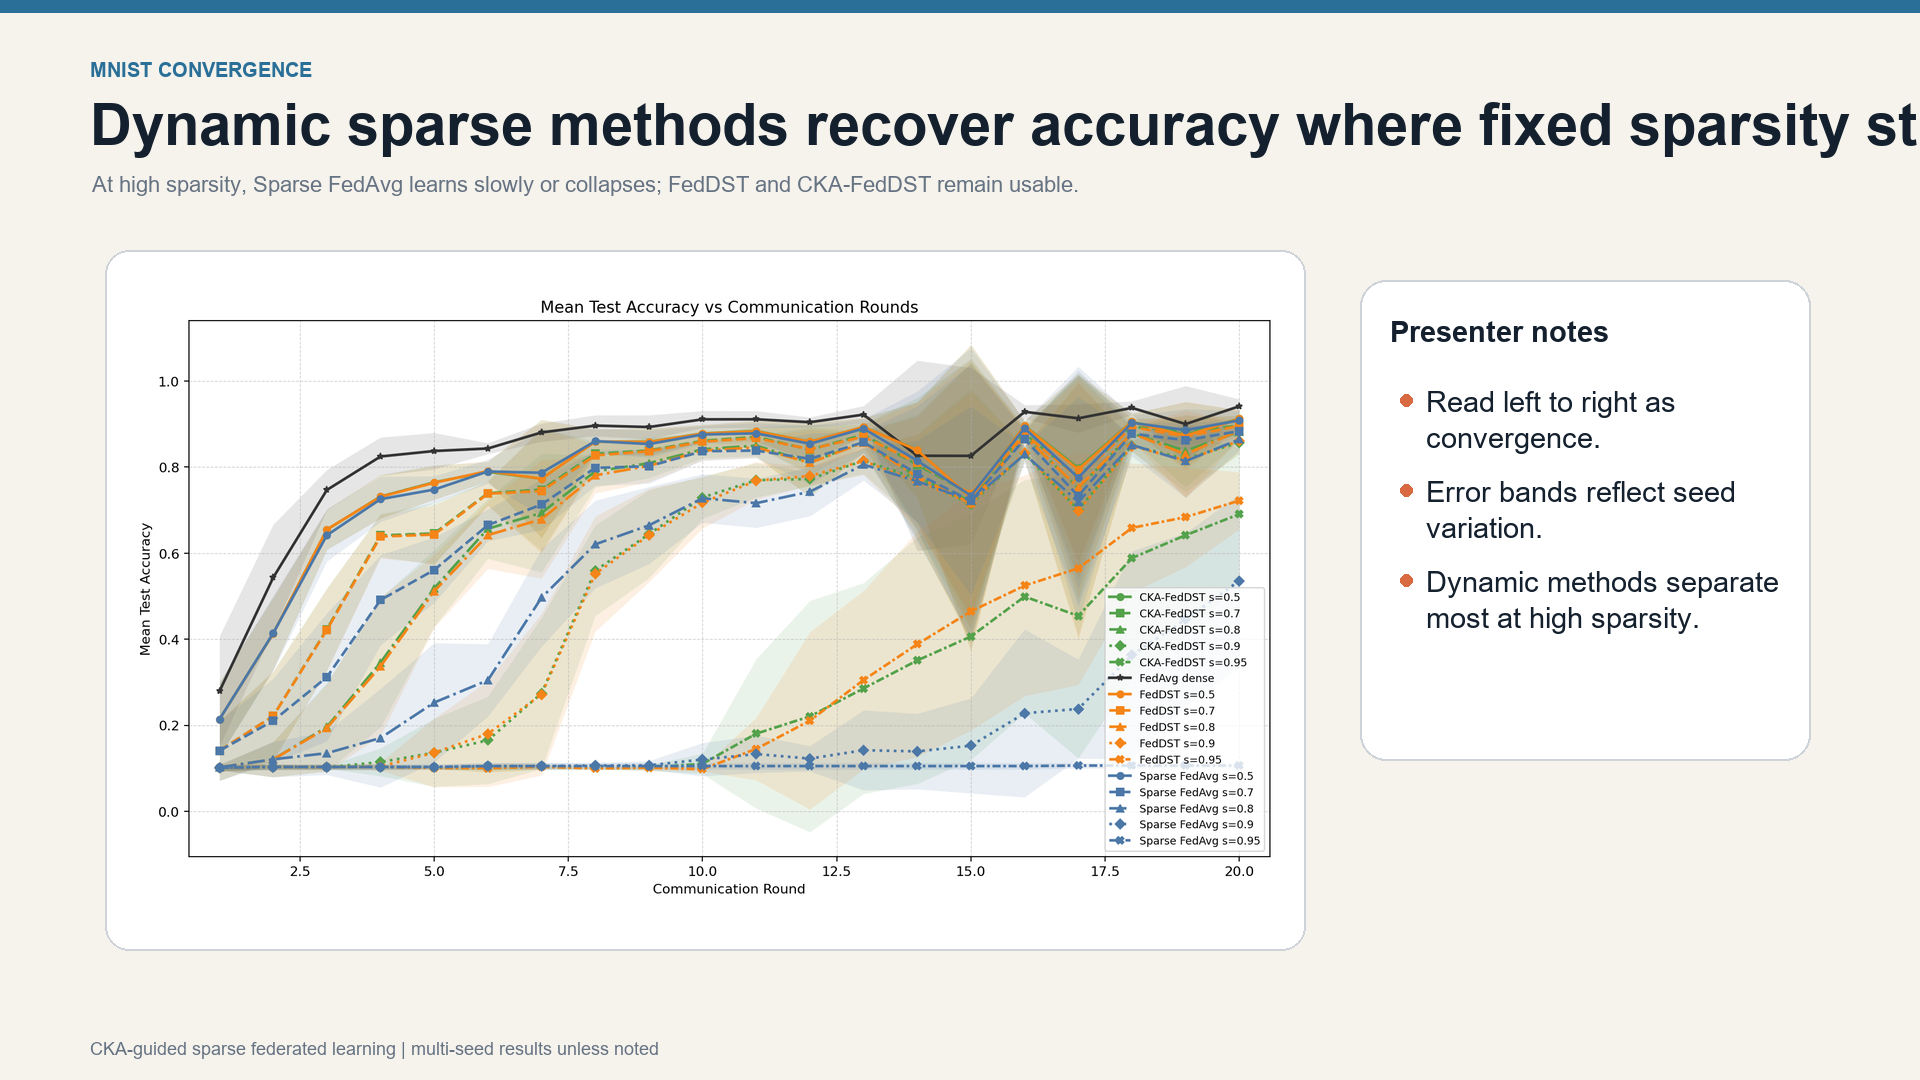 MNIST CONVERGENCE
Dynamic sparse methods recover accuracy where fixed sparsity st
At high sparsity, Sparse FedAvg learns slowly or collapses; FedDST and CKA-FedDST remain usable.
Mean Test Accuracy vs Communication Rounds
Mean Test Accuracy
1.0
0.8
0.6
0.4
0.2
0.0
CKA-FedDST s=0.5
CKA-FedDST s=0.7
CKA-FedDST s=0.8
CKA-FedDST s=0.9
CKA-FedDST s=0.95
FedAvg dense
FedDST s=0.5
FedDST s=0.7
FedDST s=0.8
FedDST s=0.9
FedDST s=0.95
Sparse FedAvg s=0.5
Sparse FedAvg s=0.7
Sparse FedAvg s=0.8
Sparse FedAvg s=0.9
Sparse FedAvg s=0.95
2.5 5.0 7.5 10.0 12.5 15.0 17.5 20.0
Communication Round
Presenter notes
Read left to right as
convergence.
Error bands reflect seed
variation.
Dynamic methods separate
most at high sparsity.
CKA-guided sparse federated learning | multi-seed results unless noted